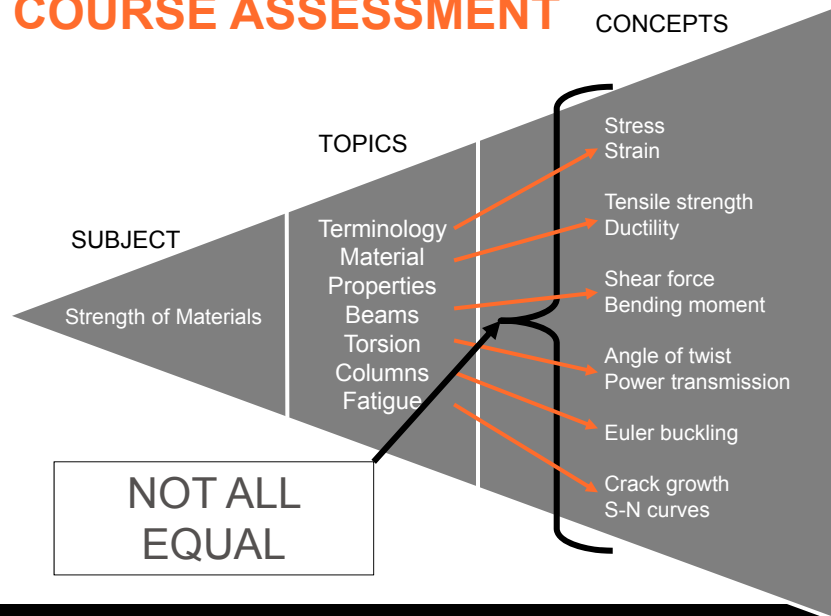 COURSE ASSESSMENT
CONCEPTS
TOPICS
SUBJECT
Strength of Materials
Terminology
Material
Properties
Beams
Torsion
Columns
Fatigue
Stress
Strain
Tensile strength
Ductility
Shear force
Bending moment
Angle of twist
Power transmission
Euler buckling
Crack growth
S-N curves
NOT ALL
EQUAL